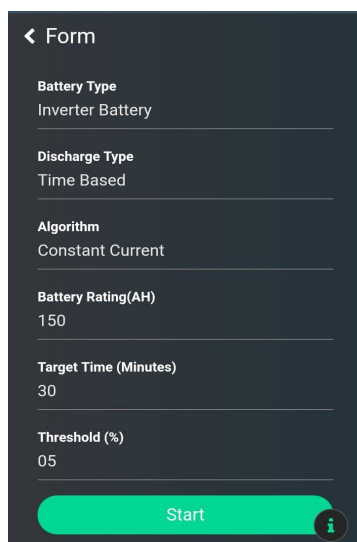 Form
Battery Type
Inverter Battery
Discharge Type
Time Based
Algorithm
Constant Current
Battery Rating(AH)
150
Target Time (Minutes)
30
Threshold (%)
05
Start
i